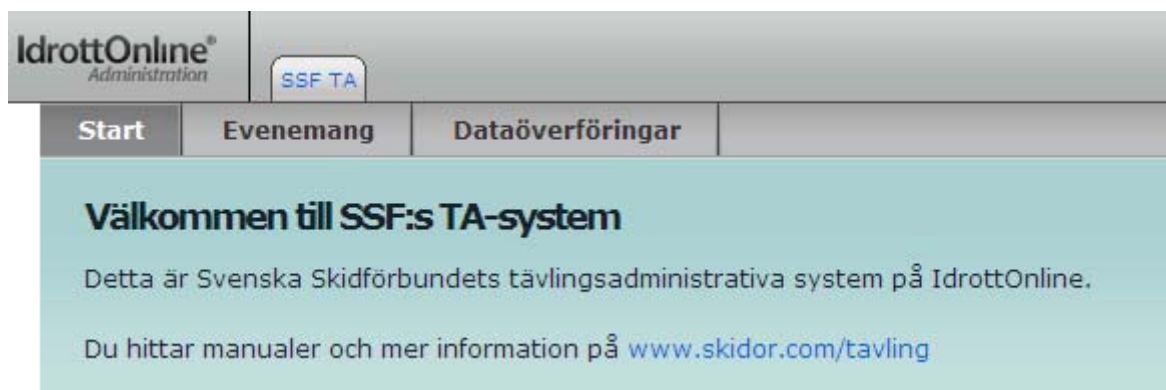 IdrottOnline®
Administration
SSF TA
Start Evenemang Dataöverföringar
Välkommen till SSF:s TA-system
Detta är Svenska Skidförbundets tävlingsadministrativa system på IdrottOnline.
Du hittar manualer och mer information på www.skidor.com/tavling